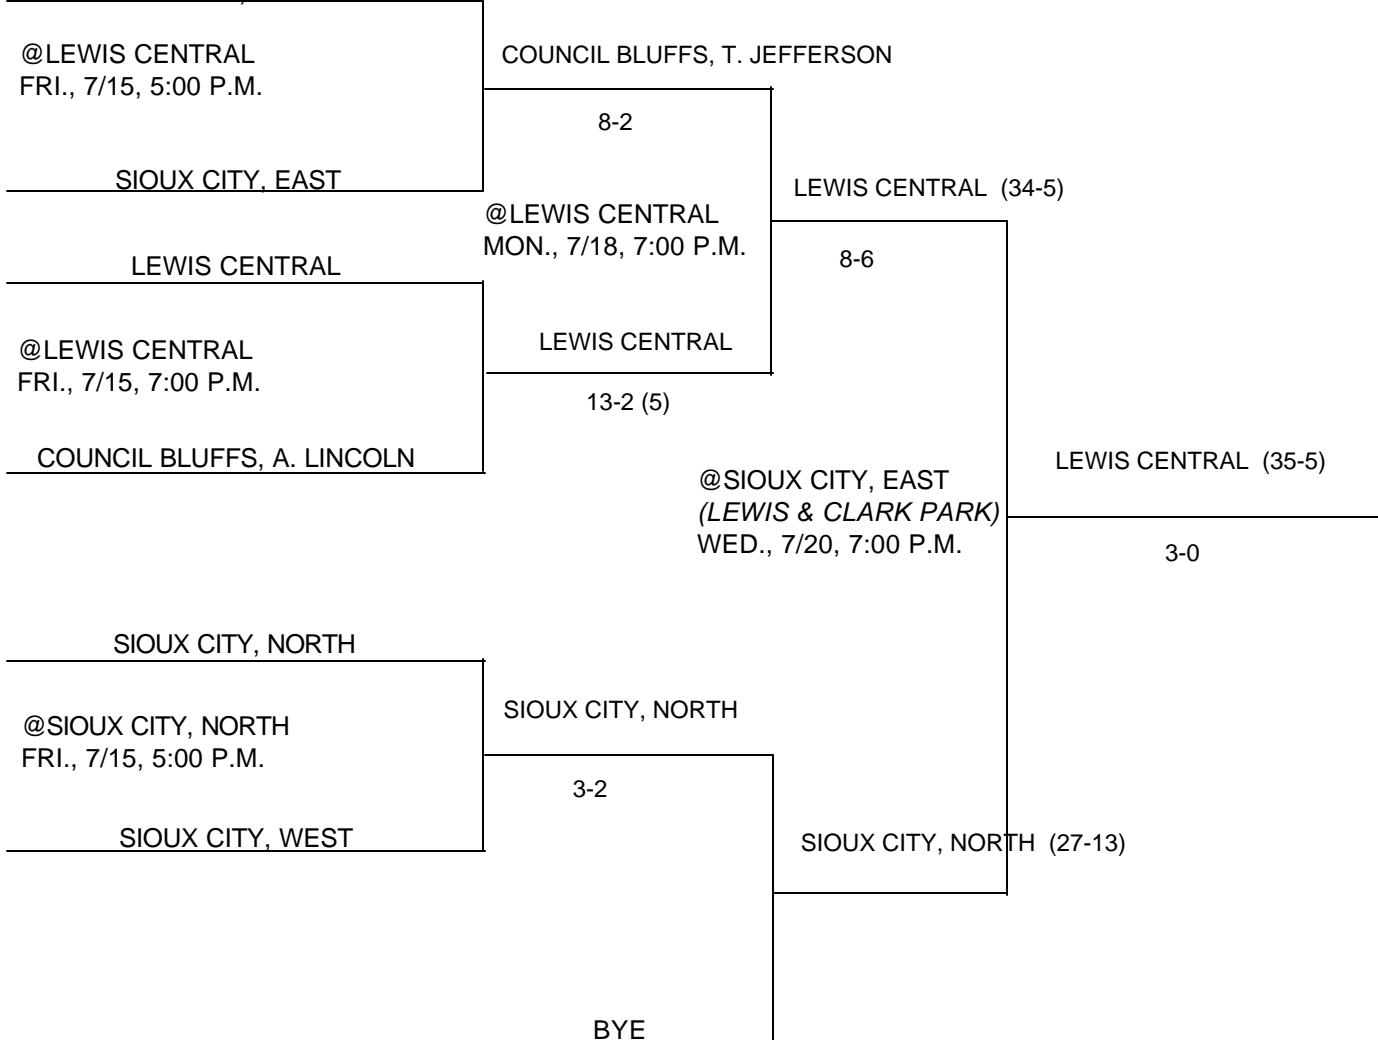 @LEWIS CENTRAL
FRI., 7/15, 5:00 P.M.
COUNCIL BLUFFS, T. JEFFERSON
8-2
SIOUX CITY, EAST
@LEWIS CENTRAL
MON., 7/18, 7:00 P.M.
LEWIS CENTRAL (34-5)
8-6
LEWIS CENTRAL
@LEWIS CENTRAL
FRI., 7/15, 7:00 P.M.
LEWIS CENTRAL
13-2 (5)
COUNCIL BLUFFS, A. LINCOLN
@SIOUX CITY, EAST
(LEWIS & CLARK PARK)
WED., 7/20, 7:00 P.M.
LEWIS CENTRAL (35-5)
3-0
SIOUX CITY, NORTH
@SIOUX CITY, NORTH
FRI., 7/15, 5:00 P.M.
SIOUX CITY, NORTH
3-2
SIOUX CITY, WEST
SIOUX CITY, NORTH (27-13)
BYE